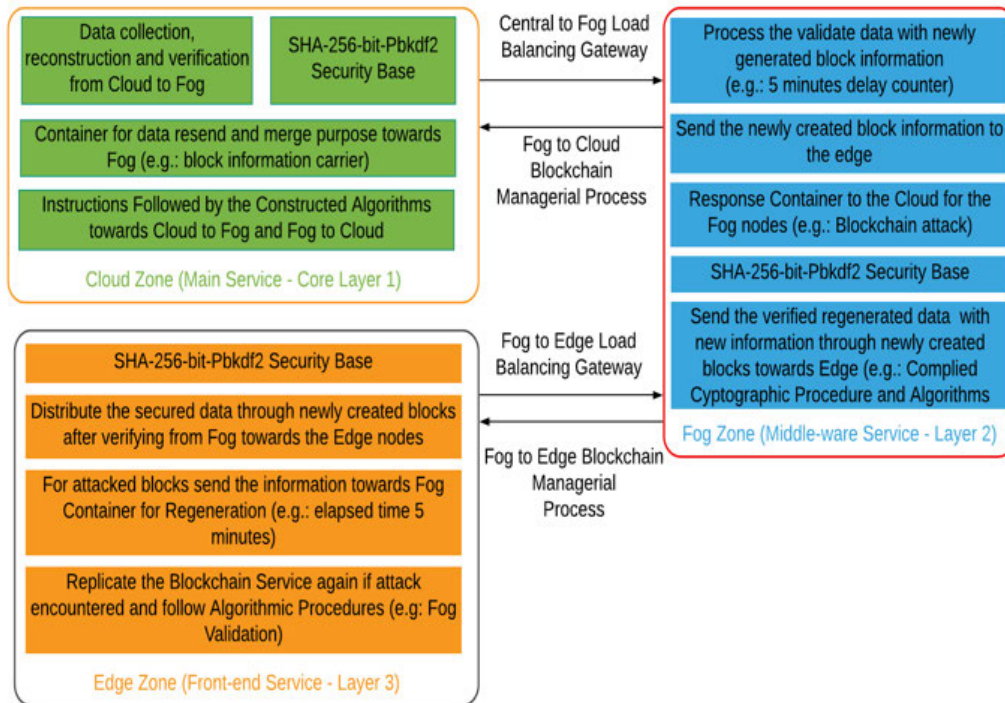 Data collection,
reconstruction and verification
from Cloud to Fog
SHA-256-bit-Pbkdf2
Security Base
Container for data resend and merge purpose towards
Fog (e.g.: block information carrier)
Instructions Followed by the Constructed Algorithms
towards Cloud to Fog and Fog to Cloud
Cloud Zone (Main Service - Core Layer 1)
Central to Fog Load
Balancing Gateway
Fog to Cloud
Blockchain
Managerial Process
Process the validate data with newly
generated block information
(e.g.: 5 minutes delay counter)
Send the newly created block information to
the edge
Response Container to the Cloud for the
Fog nodes (e.g.: Blockchain attack)
SHA-256-bit-Pbkdf2 Security Base
Send the verified regenerated data with
new information through newly created
blocks towards Edge (e.g.: Complied
Cyptographic Procedure and Algorithms
Fog Zone (Middle-ware Service - Layer 2)
SHA-256-bit-Pbkdf2 Security Base
Distribute the secured data through newly created blocks
after verifying from Fog towards the Edge nodes
For attacked blocks send the information towards Fog
Container for Regeneration (e.g.: elapsed time 5
minutes)
Replicate the Blockchain Service again if attack
encountered and follow Algorithmic Procedures (e.g: Fog
Validation)
Edge Zone (Front-end Service - Layer 3)
Fog to Edge Load
Balancing Gateway
Fog to Edge Blockchain
Managerial
Process